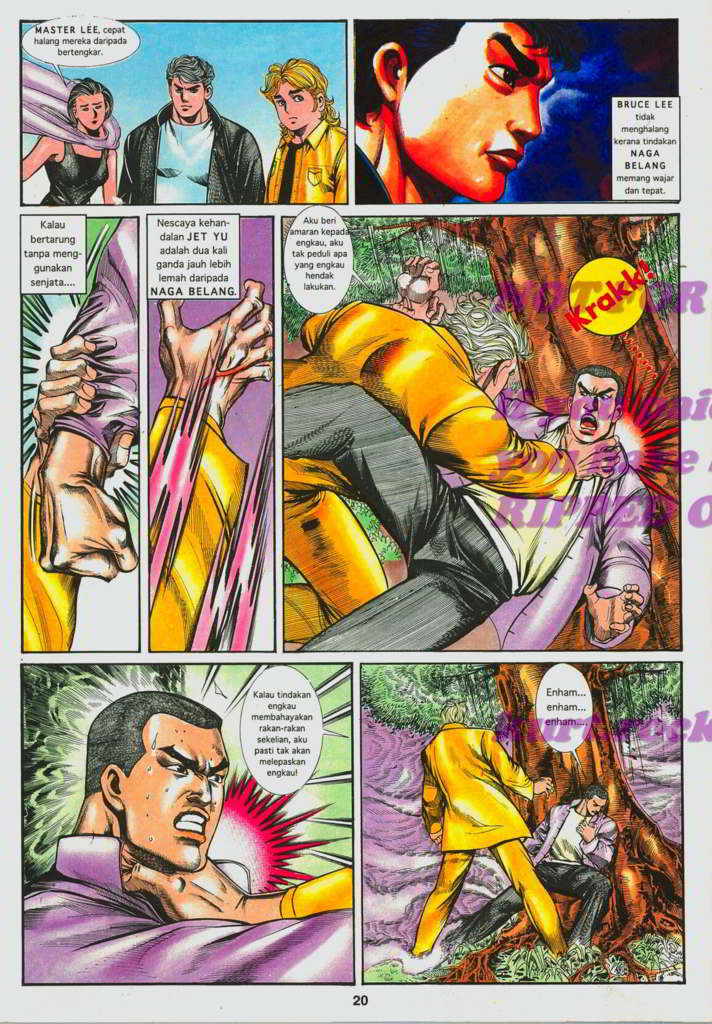 MASTER LEE, cepat
halang mereka daripada
bertengkar.
BRUCE LEE
tidak
menghalang
kerana tindakan
NAGA
BELANG
memang wajar
dan tepat.
Kalau
bertarung
tanpa meng-
gunakan
senjata....
Nescaya kehan-
dalan JET YU
adalah dua kali
ganda jauh lebih
lemah daripada
NAGA BELANG.
Aku beri
amaran kepada
engkau, aku
tak peduli apa
yang engkau
hendak
lakukan.
Krakk!
NOT FOR
RIPPED O
Kalau tindakan
engkau
membahayakan
rakan-rakan
sekelian, aku
pasti tak akan
melepaskan
engkau!
Enham...
enham...
enham....
20